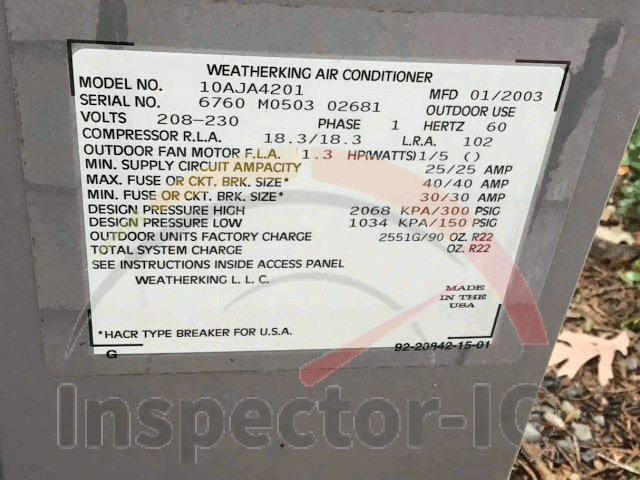 WEATHERKING AIR CONDITIONER
MODEL NO. 10AJA4201 MFD 01/2003
SERIAL NO. 6760 M0503 02681 OUTDOOR USE
VOLTS 208-230 PHASE 1 HERTZ 60
COMPRESSOR R.L.A. 18.3/18.3 L.R.A. 102
OUTDOOR FAN MOTOR F.L.A. 1.3 HP(WATTS)1/5 ()
MIN. SUPPLY CIRCUIT AMPACITY 25/25 AMP
MAX. FUSE OR CKT. BRK. SIZE* 40/40 AMP
MIN. FUSE OR CKT. BRK. SIZE* 30/30 AMP
DESIGN PRESSURE HIGH 2068 KPA/300 PSIG
DESIGN PRESSURE LOW 1034 KPA/150 PSIG
OUTDOOR UNITS FACTORY CHARGE 2551G/90 OZ. R22
TOTAL SYSTEM CHARGE OZ. R22
SEE INSTRUCTIONS INSIDE ACCESS PANEL
WEATHERKING L. L. C.
MADE
IN THE
USA
*HACR TYPE BREAKER FOR U.S.A.
G 92-20842-15-01
Inspector-IQ